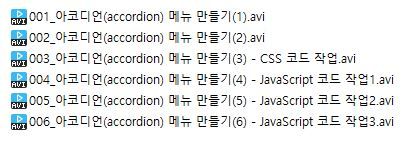 AVI 001_아코디언(accordion) 메뉴 만들기(1).avi
AVI 002_아코디언(accordion) 메뉴 만들기(2).avi
AVI 003_아코디언(accordion) 메뉴 만들기(3) - CSS 코드 작업.avi
AVI 004_아코디언(accordion) 메뉴 만들기(4) - JavaScript 코드 작업1.avi
AVI 005_아코디언(accordion) 메뉴 만들기(5) - JavaScript 코드 작업2.avi
AVI 006_아코디언(accordion) 메뉴 만들기(6) - JavaScript 코드 작업3.avi